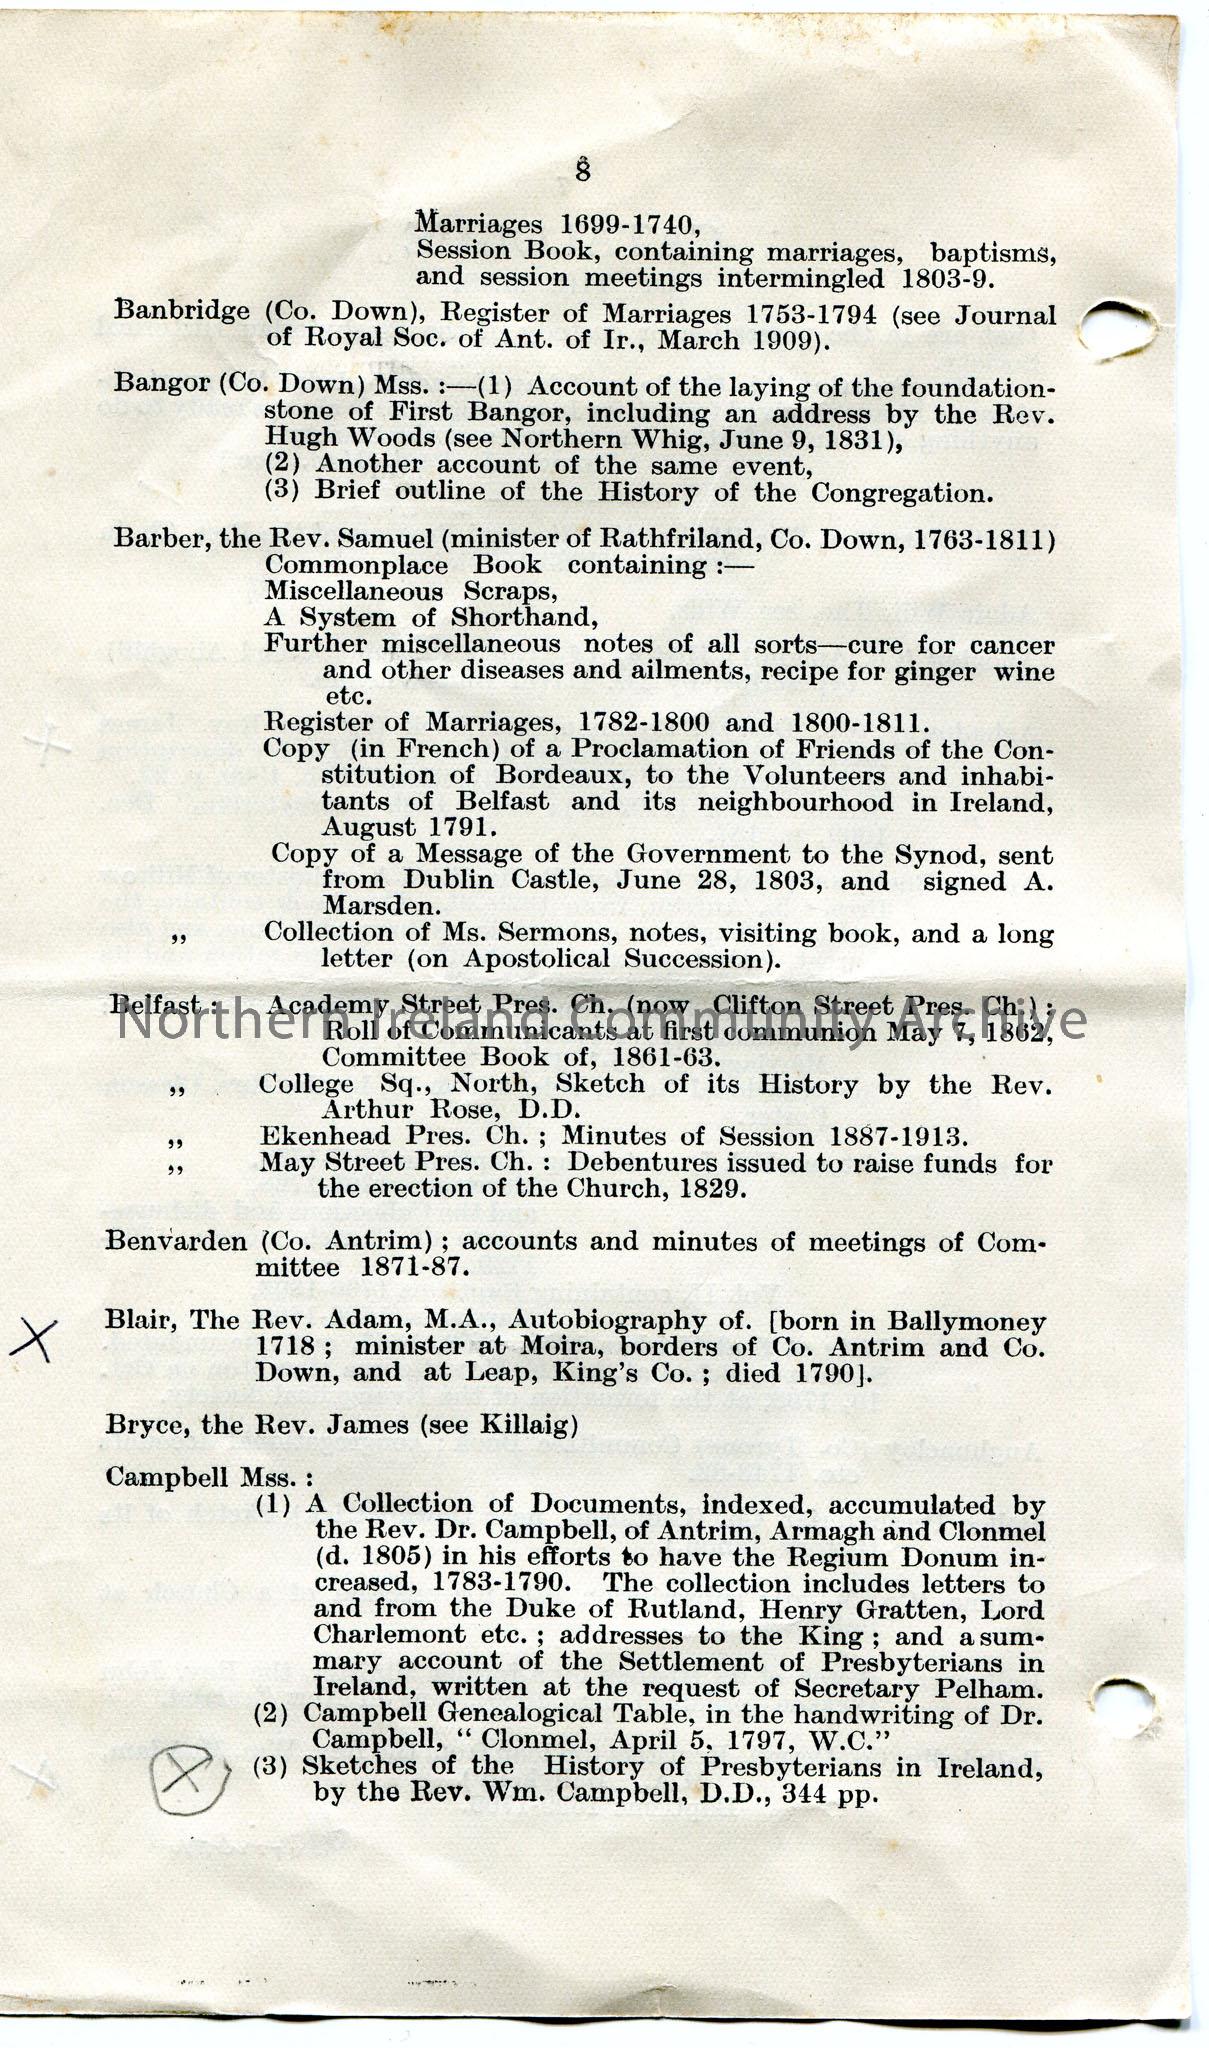 8
Marriages 1699-1740,
Session Book, containing marriages, baptisms,
and session meetings intermingled 1803-9.
Banbridge (Co. Down), Register of Marriages 1753-1794 (see Journal
of Royal Soc. of Ant. of Ir., March 1909).
Bangor (Co. Down) Mss. :—(1) Account of the laying of the foundation-
stone of First Bangor, including an address by the Rev.
Hugh Woods (see Northern Whig, June 9, 1831),
(2) Another account of the same event,
(3) Brief outline of the History of the Congregation.
Barber, the Rev. Samuel (minister of Rathfriland, Co. Down, 1763-1811)
Commonplace Book containing :—
Miscellaneous Scraps,
A System of Shorthand,
Further miscellaneous notes of all sorts—cure for cancer
and other diseases and ailments, recipe for ginger wine
etc.
Register of Marriages, 1782-1800 and 1800-1811.
Copy (in French) of a Proclamation of Friends of the Con-
stitution of Bordeaux, to the Volunteers and inhabi-
tants of Belfast and its neighbourhood in Ireland,
August 1791.
Copy of a Message of the Government to the Synod, sent
from Dublin Castle, June 28, 1803, and signed A.
Marsden.
,, Collection of Ms. Sermons, notes, visiting book, and a long
letter (on Apostolical Succession).
Belfast : Academy Street Pres. Ch. (now Clifton Street Pres. Ch.) ;
Northern Ireland Community Archive
Roll of Communicants at first communion May 7, 1862,
Committee Book of, 1861-63.
,, College Sq., North, Sketch of its History by the Rev.
Arthur Rose, D.D.
,, Ekenhead Pres. Ch. ; Minutes of Session 1887-1913.
,, May Street Pres. Ch. : Debentures issued to raise funds for
the erection of the Church, 1829.
Benvarden (Co. Antrim) ; accounts and minutes of meetings of Com-
mittee 1871-87.
X Blair, The Rev. Adam, M.A., Autobiography of. [born in Ballymoney
1718 ; minister at Moira, borders of Co. Antrim and Co.
Down, and at Leap, King's Co. ; died 1790].
Bryce, the Rev. James (see Killaig)
Campbell Mss. :
(1) A Collection of Documents, indexed, accumulated by
the Rev. Dr. Campbell, of Antrim, Armagh and Clonmel
(d. 1805) in his efforts to have the Regium Donum in-
creased, 1783-1790. The collection includes letters to
and from the Duke of Rutland, Henry Gratten, Lord
Charlemont etc. ; addresses to the King ; and a sum-
mary account of the Settlement of Presbyterians in
Ireland, written at the request of Secretary Pelham.
(2) Campbell Genealogical Table, in the handwriting of Dr.
Campbell, “ Clonmel, April 5, 1797, W.C.”
X (3) Sketches of the History of Presbyterians in Ireland,
by the Rev. Wm. Campbell, D.D., 344 pp.